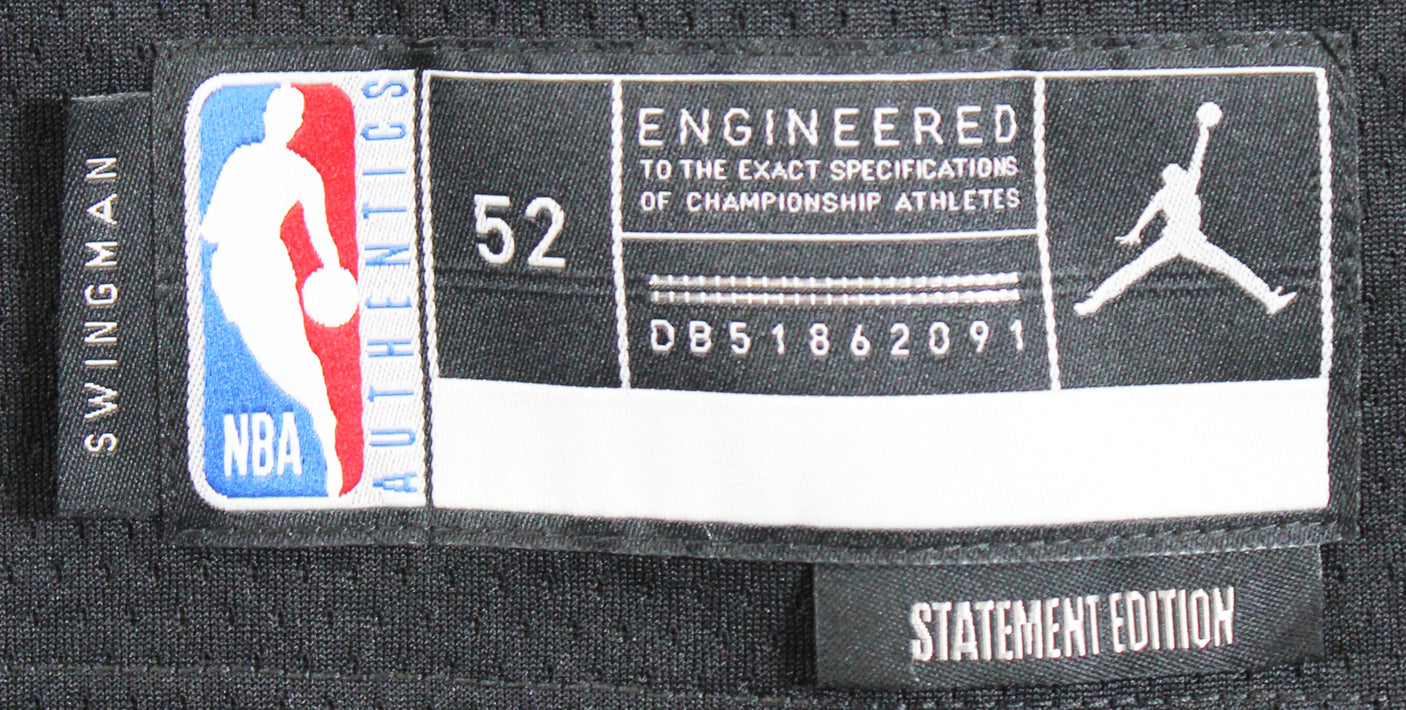 SWINGMAN
NBA
AUTHENTICS
52
ENGINEERED
TO THE EXACT SPECIFICATIONS
OF CHAMPIONSHIP ATHLETES
DB51862091
STATEMENT EDITION